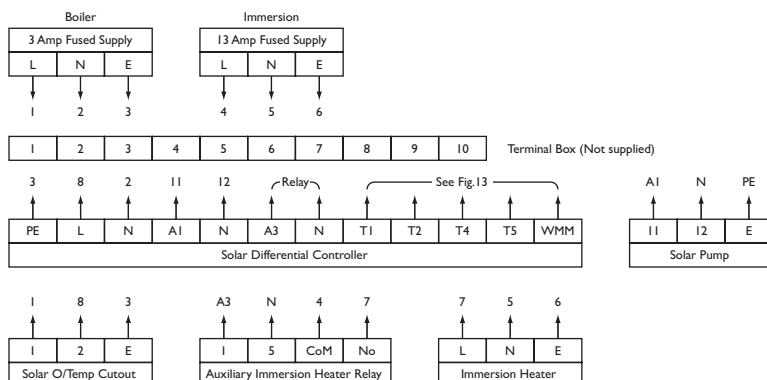 Boiler Immersion
3 Amp Fused Supply 13 Amp Fused Supply
L N E L N E
1 2 3 4 5 6
1 2 3 4 5 6 7 8 9 10 Terminal Box (Not supplied)
3 8 2 11 12 Relay See Fig.13 A1 N PE
PE L N A1 N A3 N T1 T2 T4 T5 WMM 11 12 E
Solar Differential Controller Solar Pump
1 8 3 A3 N 4 7 7 5 6
1 2 E 1 5 CoM No L N E
Solar O/Temp Cutout Auxiliary Immersion Heater Relay Immersion Heater